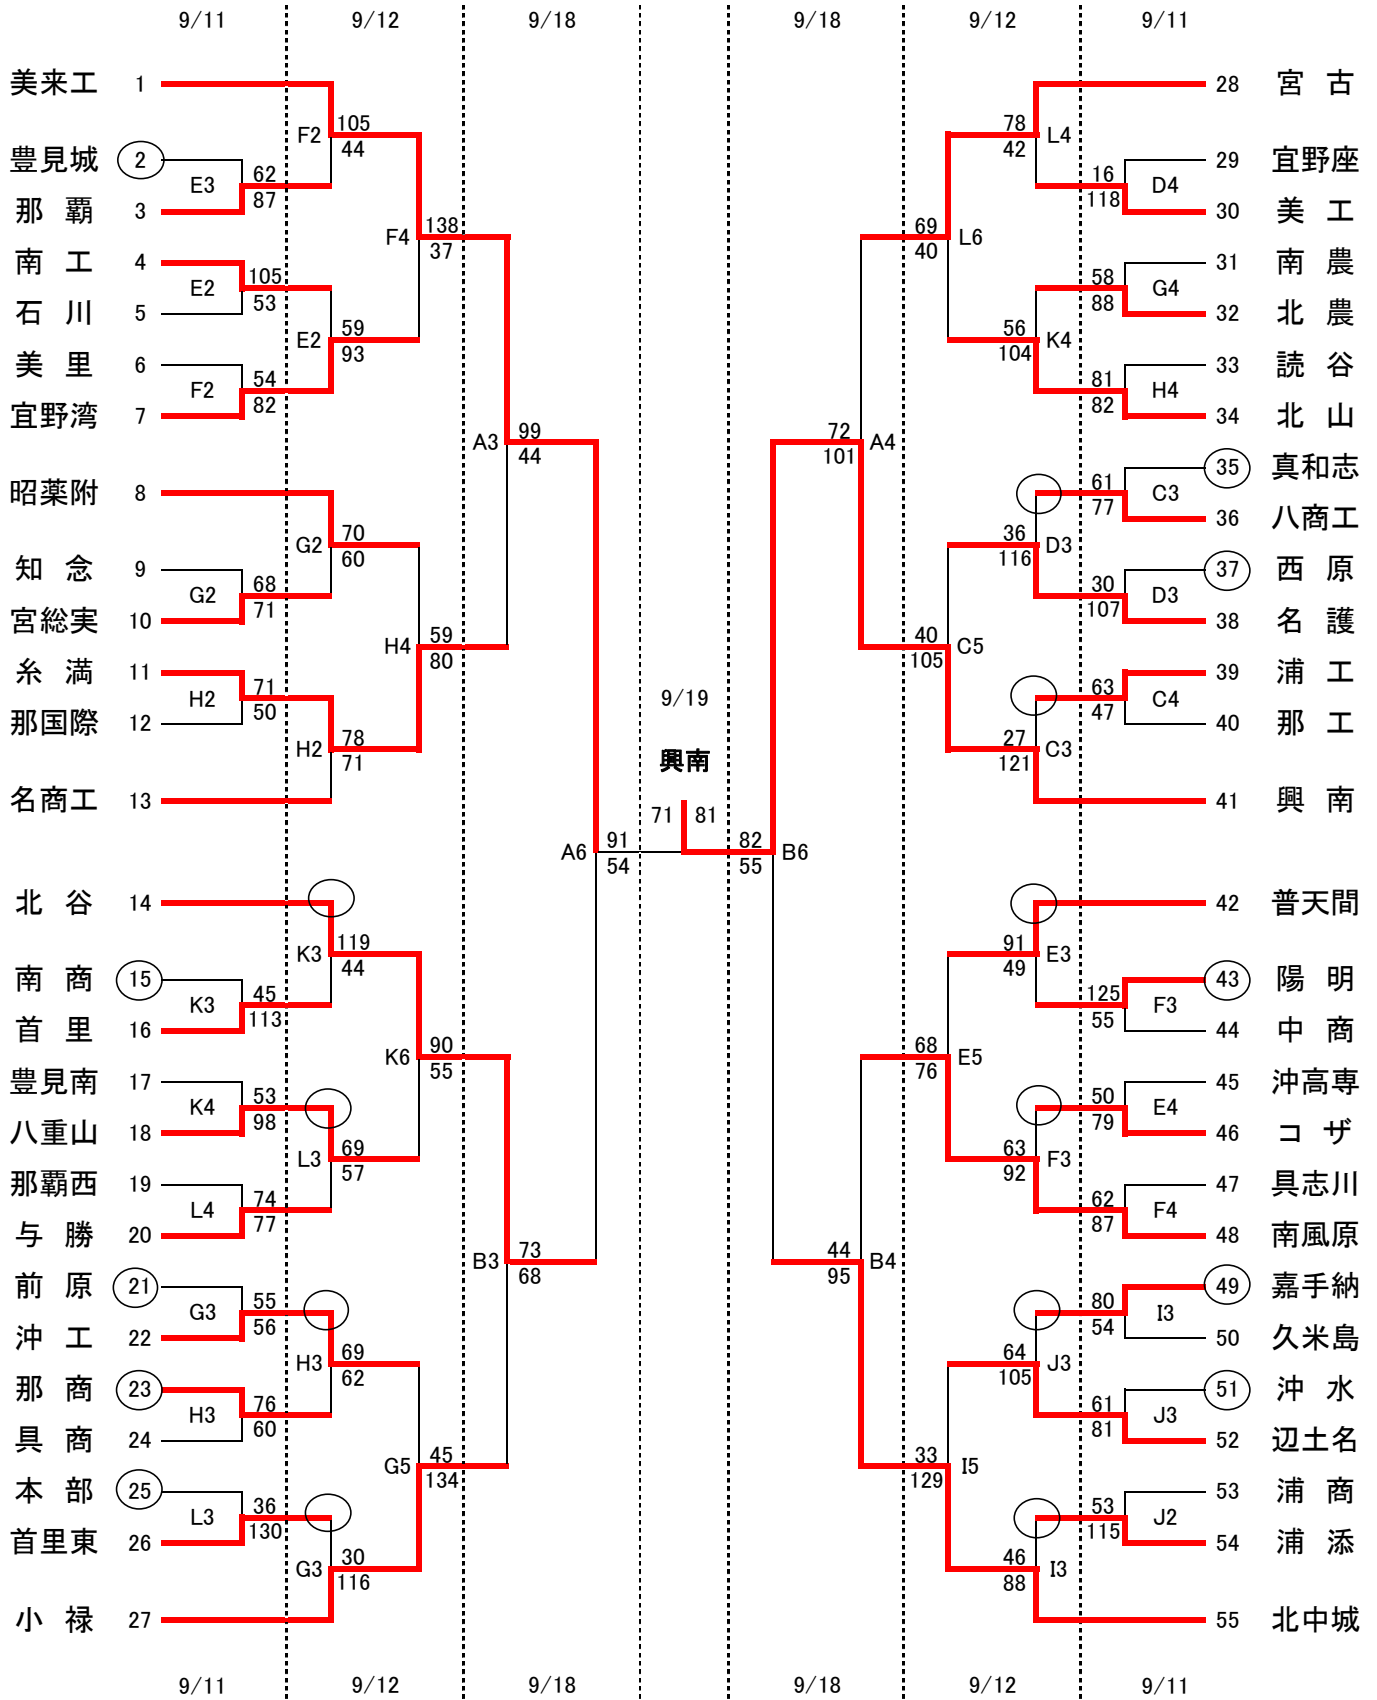 9/11 9/12 9/18 9/18 9/12 9/11
美来工 1 28 宮古
F2 105 44 78 42 L4
豊見城 2 29 宜野座
E3 62 87 16 118 D4
那覇 3 30 美工
F4 138 37 69 40 L6
南工 4 31 南農
E2 105 53 58 88 G4
石川 5 32 北農
E2 59 93 56 104 K4
美里 6 33 読谷
F2 54 82 81 82 H4
宜野湾 7 34 北山
A3 99 44 72 101 A4
35 真和志
昭薬附 8 61 77 C3
36 八商工
G2 70 60 36 116 D3
知念 9 37 西原
G2 68 71 30 107 D3
宮総実 10 38 名護
H4 59 80 40 105 C5
糸満 11 39 浦工
H2 71 50 63 47 C4
那国際 12 40 那工
9/19
H2 78 71 27 121 C3
興南
名商工 13 41 興南
71 81
A6 91 54 82 55 B6
北谷 14 42 普天間
K3 119 44 91 49 E3
南商 15 43 陽明
K3 45 113 125 55 F3
首里 16 44 中商
K6 90 55 68 76 E5
豊見南 17 45 沖高専
K4 53 98 50 79 E4
八重山 18 46 コザ
L3 69 57 63 92 F3
那覇西 19 47 具志川
L4 74 77 62 87 F4
与勝 20 48 南風原
B3 73 68 44 95 B4
前原 21 49 嘉手納
G3 55 56 80 54 I3
沖工 22 50 久米島
H3 69 62 64 105 J3
那商 23 51 沖水
H3 76 60 61 81 J3
具商 24 52 辺土名
G5 45 134 33 129 I5
本部 25 53 浦商
L3 36 130 53 115 J2
首里東 26 54 浦添
G3 30 116 46 88 I3
小禄 27 55 北中城
9/11 9/12 9/18 9/18 9/12 9/11